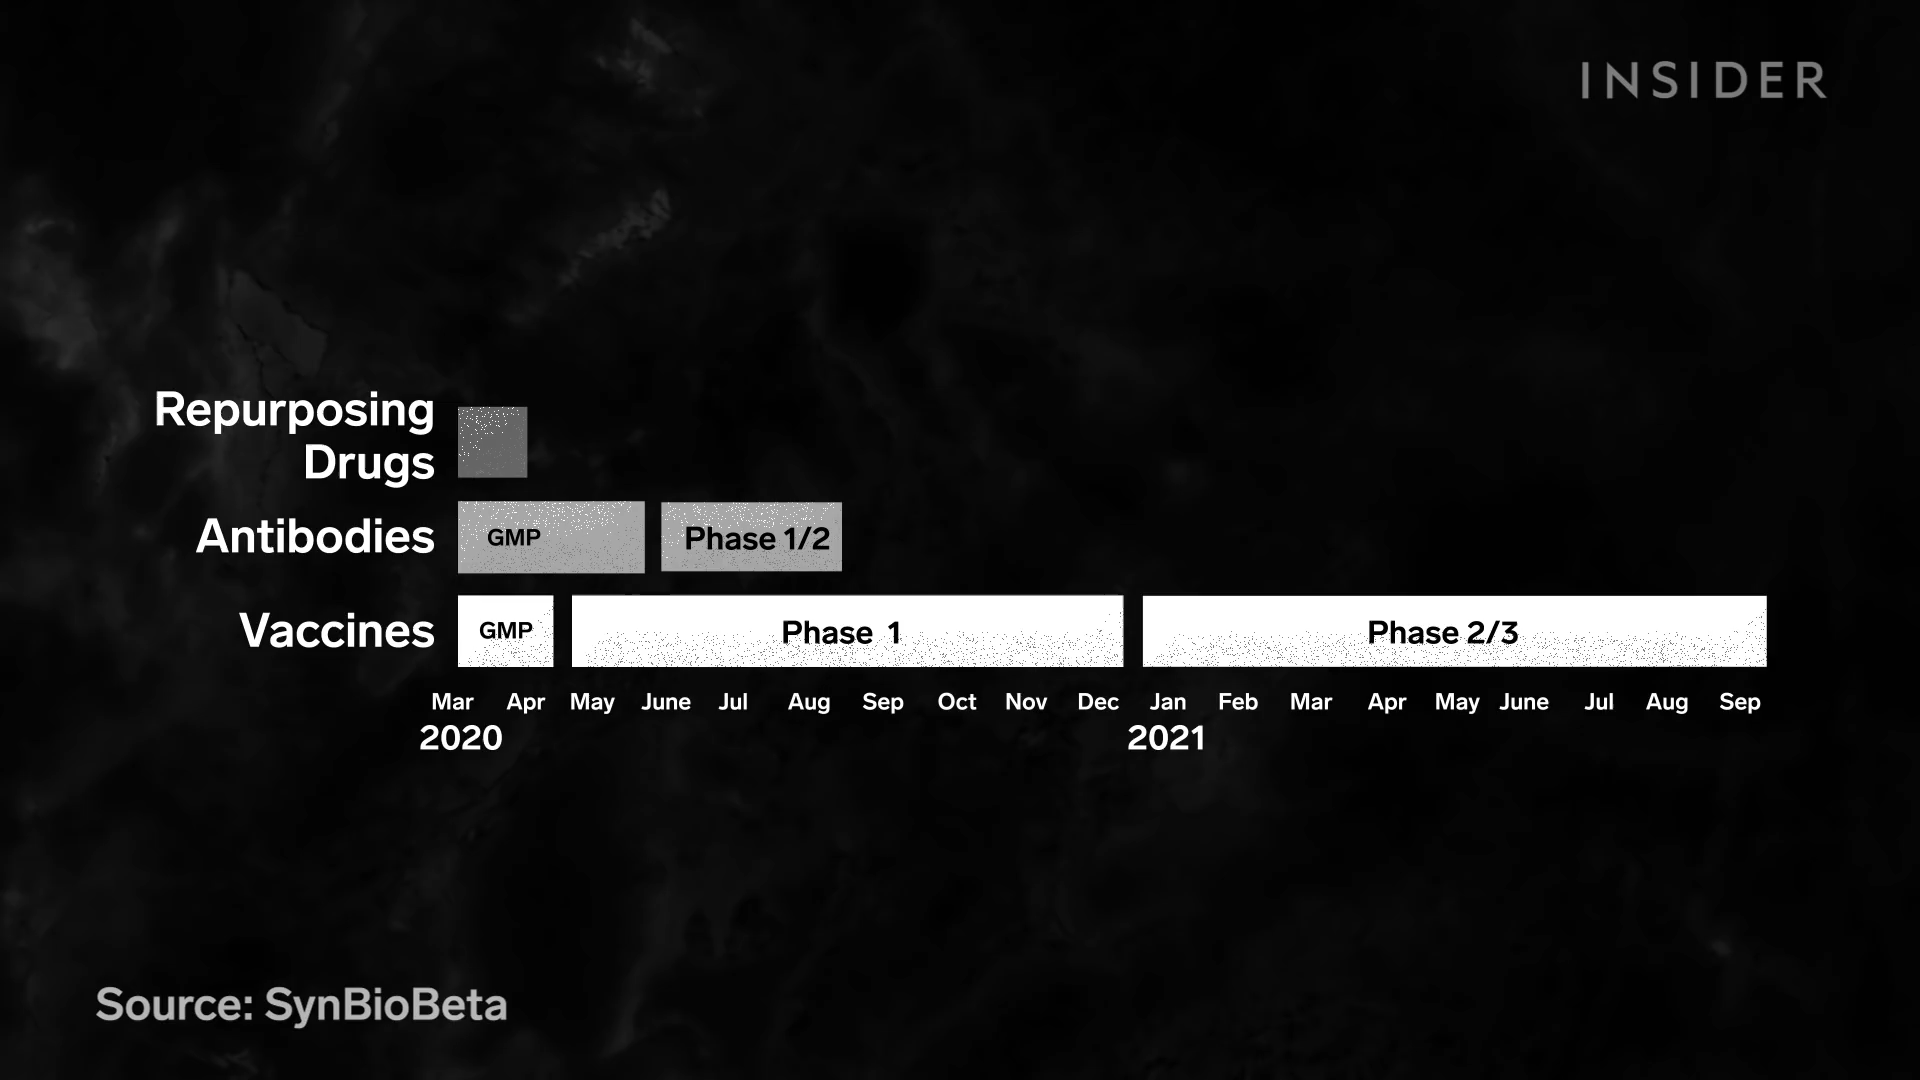 INSIDER
Repurposing
Drugs
Antibodies GMP Phase 1/2
Vaccines GMP Phase 1 Phase 2/3
Mar Apr May June Jul Aug Sep Oct Nov Dec Jan Feb Mar Apr May June Jul Aug Sep
2020 2021
Source: SynBioBeta